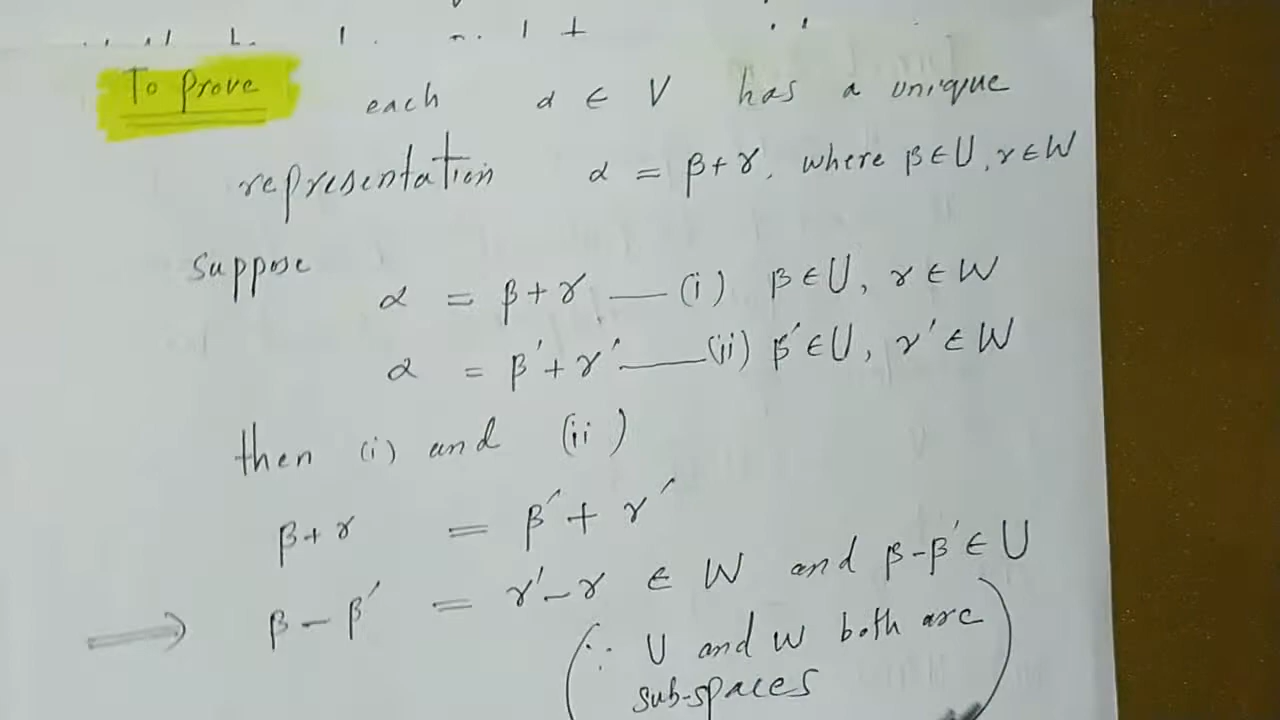 To prove each α ∈ V has a unique
representation α = β+γ, where β∈U, γ∈W
suppose
α = β+γ —(i) β∈U, γ∈W
α = β′+γ′ —(ii) β′∈U, γ′∈W
then (i) and (ii)
β+γ = β′+γ′
⟹ β−β′ = γ′−γ ∈ W and β−β′∈U
(∵ U and W both are
sub-spaces